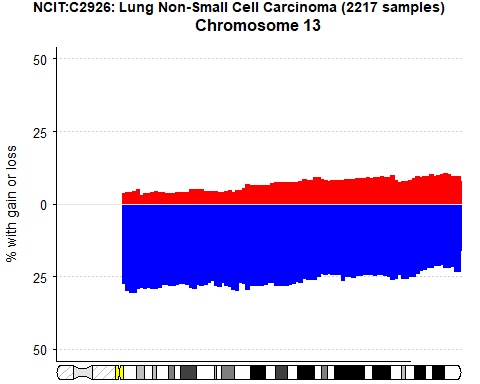 NCIT:C2926: Lung Non-Small Cell Carcinoma (2217 samples)
Chromosome 13
% with gain or loss
50
25
0
25
50